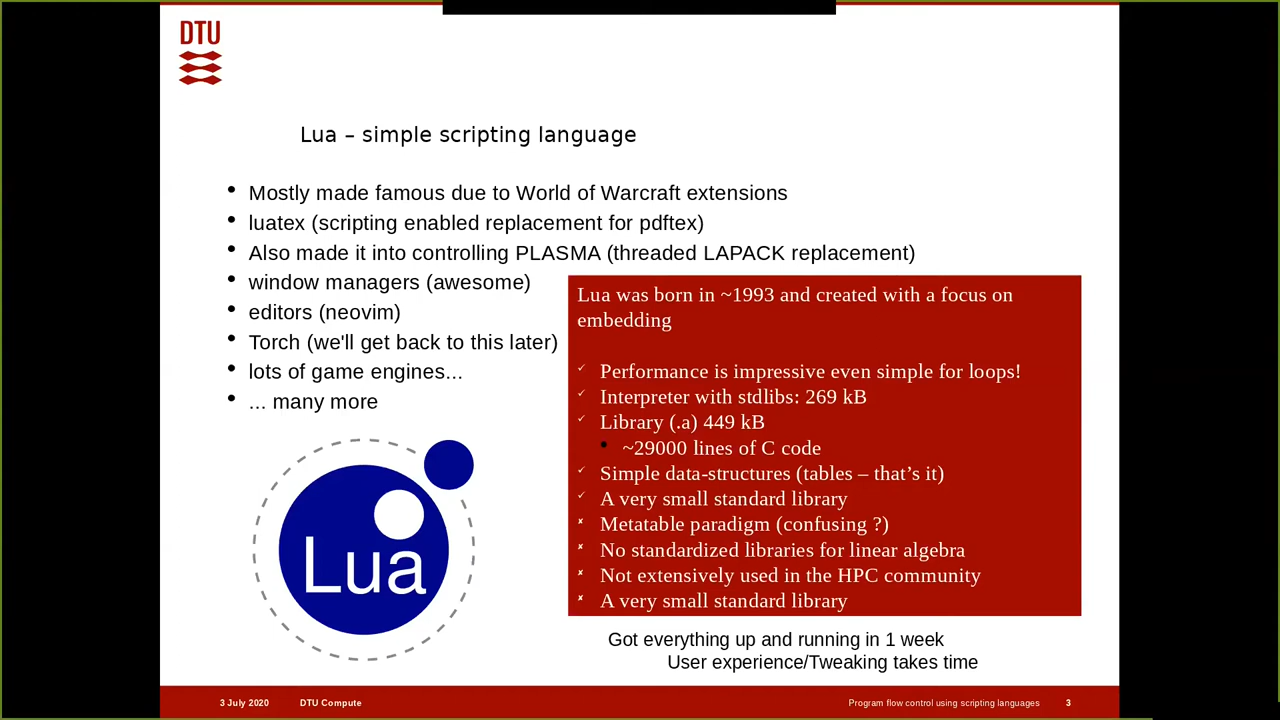 DTU
Lua – simple scripting language
• Mostly made famous due to World of Warcraft extensions
• luatex (scripting enabled replacement for pdftex)
• Also made it into controlling PLASMA (threaded LAPACK replacement)
• window managers (awesome)
• editors (neovim)
• Torch (we'll get back to this later)
• lots of game engines...
• ... many more
Lua
Lua was born in ~1993 and created with a focus on
embedding
✓ Performance is impressive even simple for loops!
✓ Interpreter with stdlibs: 269 kB
✓ Library (.a) 449 kB
• ~29000 lines of C code
✓ Simple data-structures (tables – that’s it)
✓ A very small standard library
✗ Metatable paradigm (confusing ?)
✗ No standardized libraries for linear algebra
✗ Not extensively used in the HPC community
✗ A very small standard library
Got everything up and running in 1 week
User experience/Tweaking takes time
3 July 2020 DTU Compute Program flow control using scripting languages 3